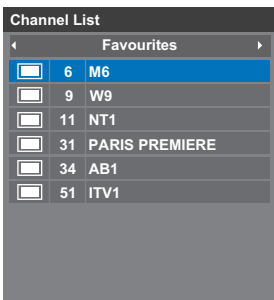 Channel List
Favourites
6 M6
9 W9
11 NT1
31 PARIS PREMIERE
34 AB1
51 ITV1